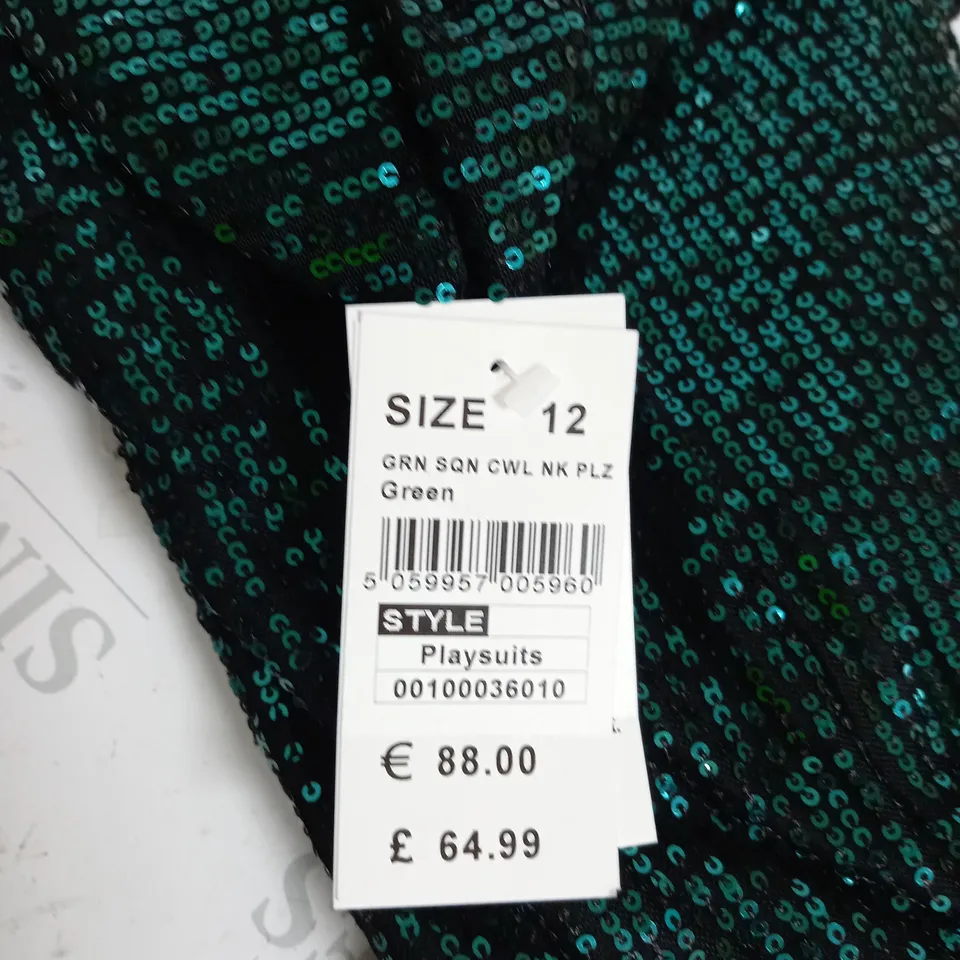 SIZE 12
GRN SQN CWL NK PLZ
Green
5 059957 005960
STYLE
Playsuits
00100036010
€ 88.00
£ 64.99